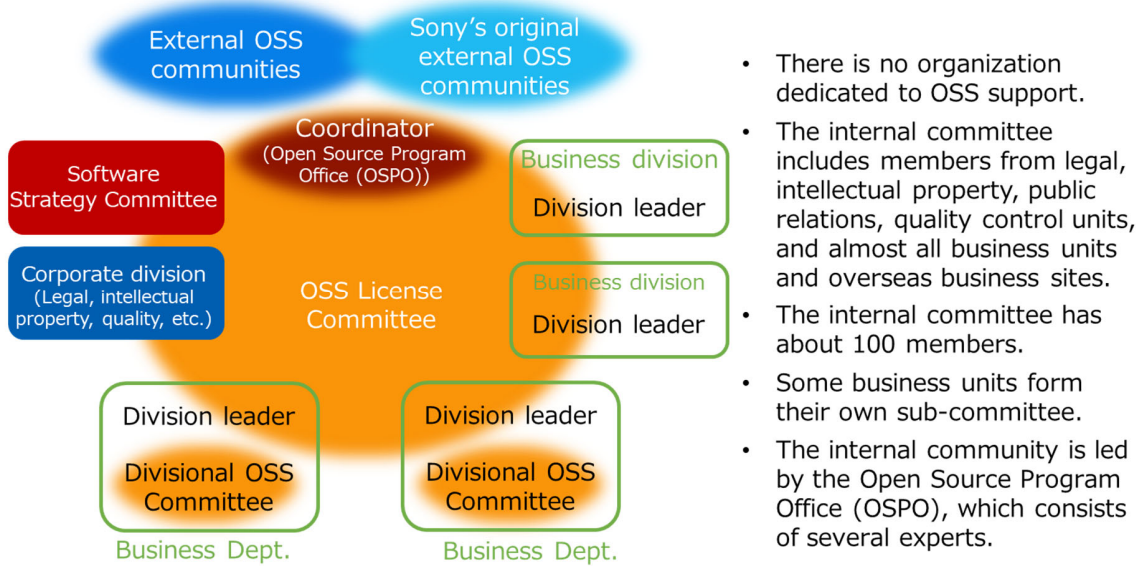 External OSS
communities
Sony's original
external OSS
communities
Coordinator
(Open Source Program
Office (OSPO))
Software
Strategy Committee
Corporate division
(Legal, intellectual
property, quality, etc.)
OSS License
Committee
Business division
Division leader
Business division
Division leader
Division leader
Divisional OSS
Committee
Business Dept.
Division leader
Divisional OSS
Committee
Business Dept.
• There is no organization
dedicated to OSS support.
• The internal committee
includes members from legal,
intellectual property, public
relations, quality control units,
and almost all business units
and overseas business sites.
• The internal committee has
about 100 members.
• Some business units form
their own sub-committee.
• The internal community is led
by the Open Source Program
Office (OSPO), which consists
of several experts.